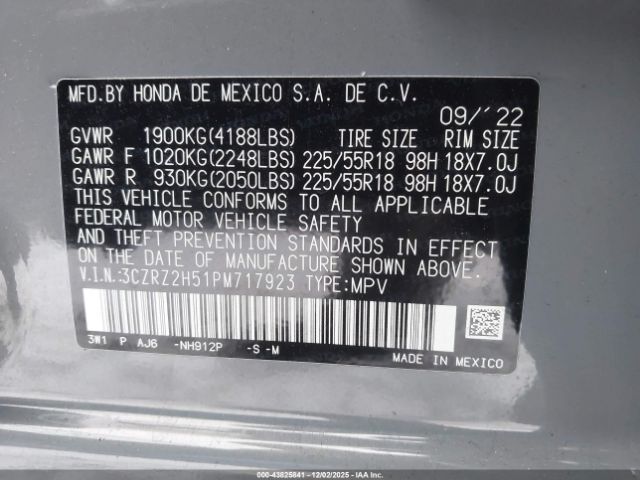 MFD.BY HONDA DE MEXICO S.A. DE C.V.
09/´22
GVWR 1900KG(4188LBS) TIRE SIZE RIM SIZE
GAWR F 1020KG(2248LBS) 225/55R18 98H 18X7.0J
GAWR R 930KG(2050LBS) 225/55R18 98H 18X7.0J
THIS VEHICLE CONFORMS TO ALL APPLICABLE
FEDERAL MOTOR VEHICLE SAFETY
AND THEFT PREVENTION STANDARDS IN EFFECT
ON THE DATE OF MANUFACTURE SHOWN ABOVE.
V.I.N.:3CZRZ2H51PM717923 TYPE:MPV
3W1 P AJ6 -NH912P -S -M
MADE IN MEXICO
© 000-43825841 - 12/02/2025 - IAA, Inc.